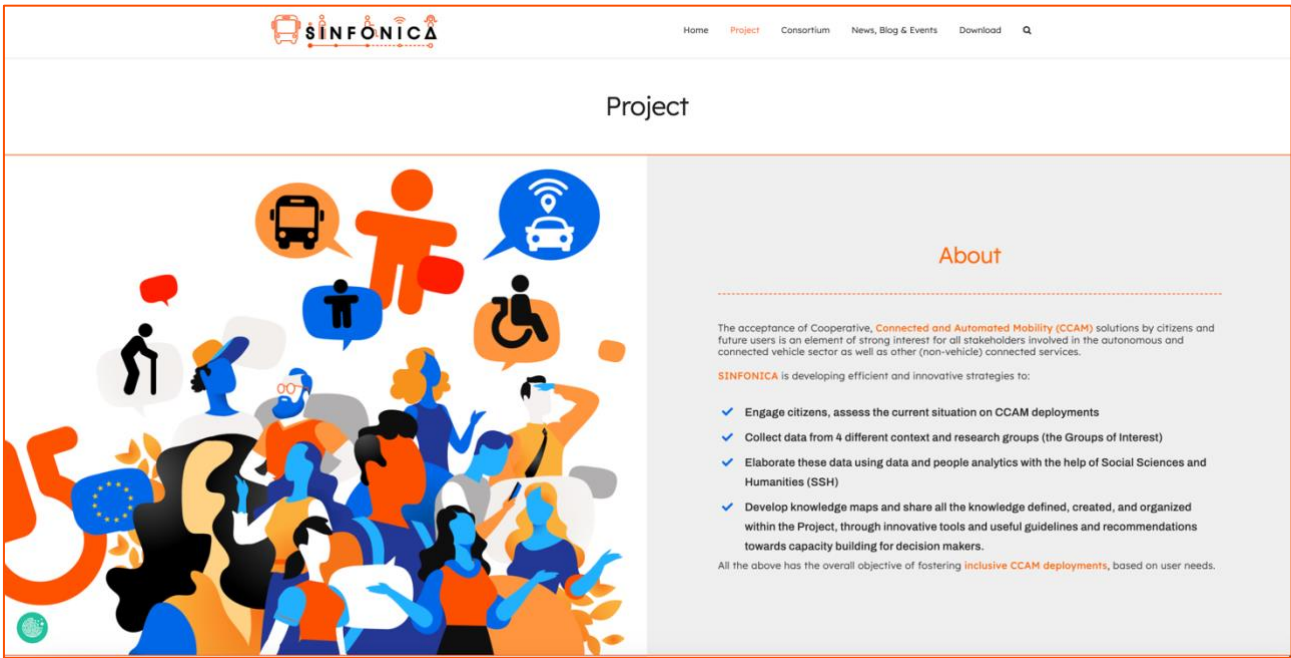 SINFONICA
Home Project Consortium News, Blog & Events Download
Project
About
The acceptance of Cooperative, Connected and Automated Mobility (CCAM) solutions by citizens and
future users is an element of strong interest for all stakeholders involved in the autonomous and
connected vehicle sector as well as other (non-vehicle) connected services.
SINFONICA is developing efficient and innovative strategies to:
Engage citizens, assess the current situation on CCAM deployments
Collect data from 4 different context and research groups (the Groups of Interest)
Elaborate these data using data and people analytics with the help of Social Sciences and
Humanities (SSH)
Develop knowledge maps and share all the knowledge defined, created, and organized
within the Project, through innovative tools and useful guidelines and recommendations
towards capacity building for decision makers.
All the above has the overall objective of fostering inclusive CCAM deployments, based on user needs.